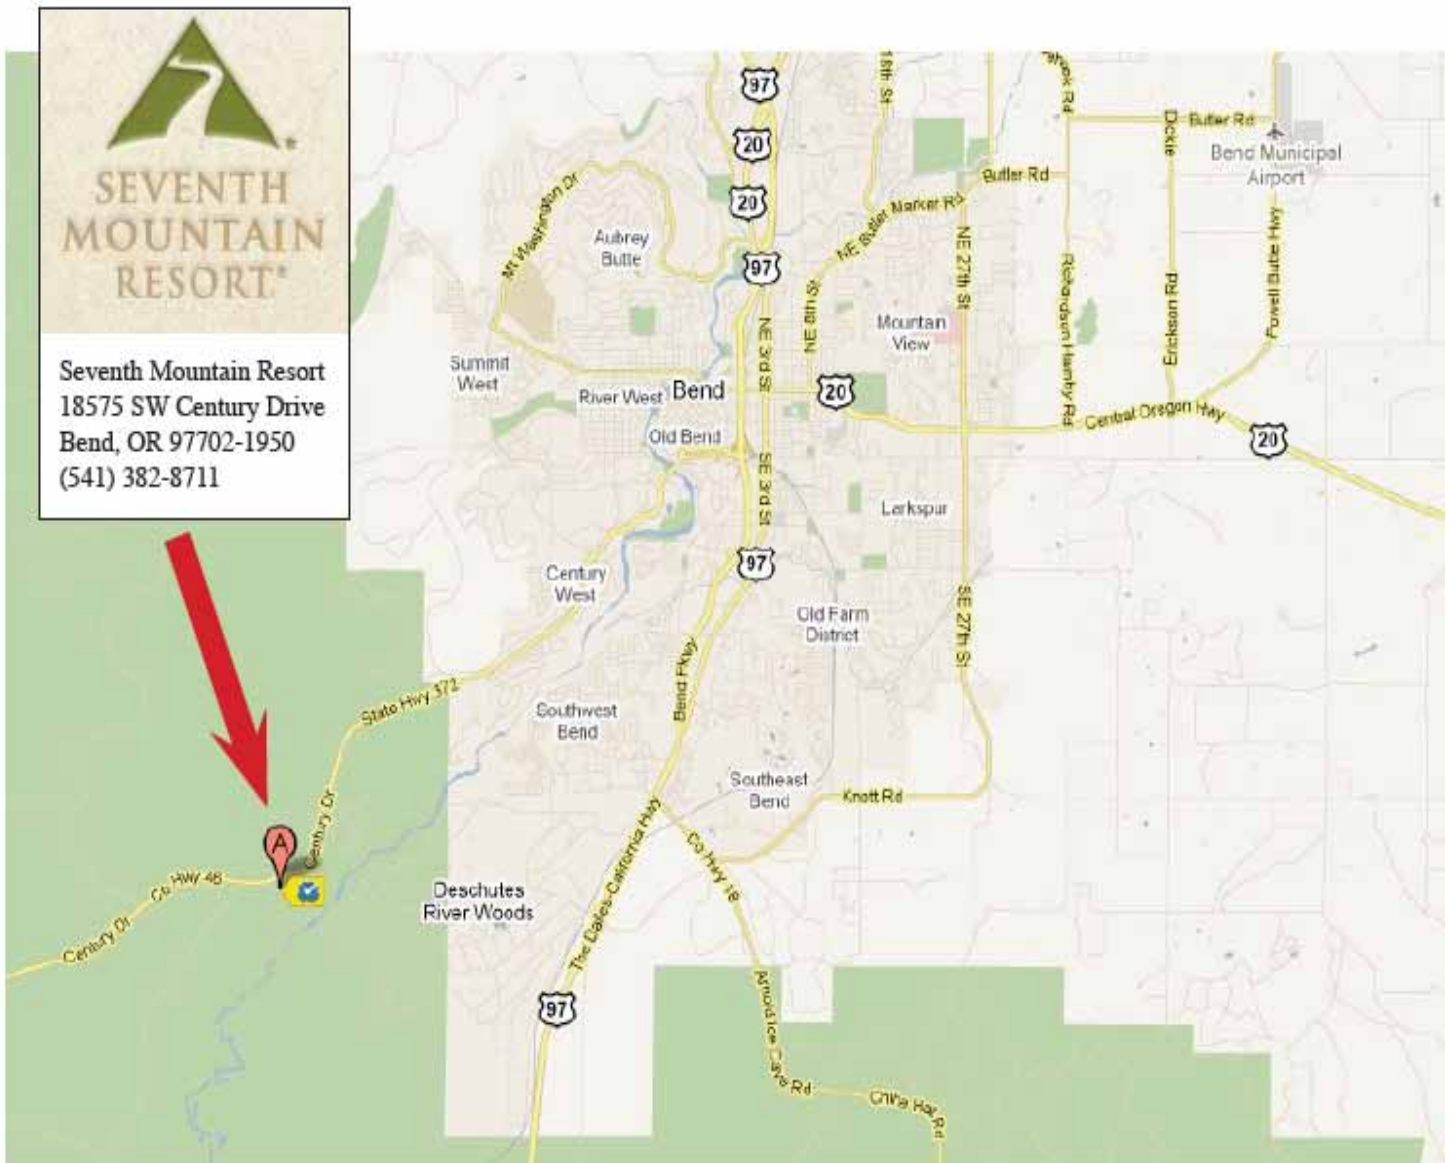 SEVENTH
MOUNTAIN
RESORT®
Seventh Mountain Resort
18575 SW Century Drive
Bend, OR 97702-1950
(541) 382-8711
97
20
20
97
18th St
Butler Rd
Dickie
Bend Municipal
Airport
Butler Rd
NE Butler Market Rd
Mt Washington Dr
Aubrey
Butte
NE 27th St
NE 8th St
NE 3rd St
Mountain
View
Richardson Hamby Rd
Erickson Rd
Powell Butte Hwy
Summit
West
River West
Bend
20
Central Oregon Hwy
20
Old Bend
SE 3rd St
Larkspur
97
Century
West
Old Farm
District
SE 27th St
State Hwy 372
Bend Pkwy
Southwest
Bend
Southeast
Bend
Knott Rd
Century Dr
A
Co Hwy 46
Century Dr
Deschutes
River Woods
The Dalles-California Hwy
Co Hwy 18
97
Arnold Ice Cave Rd
China Hat Rd